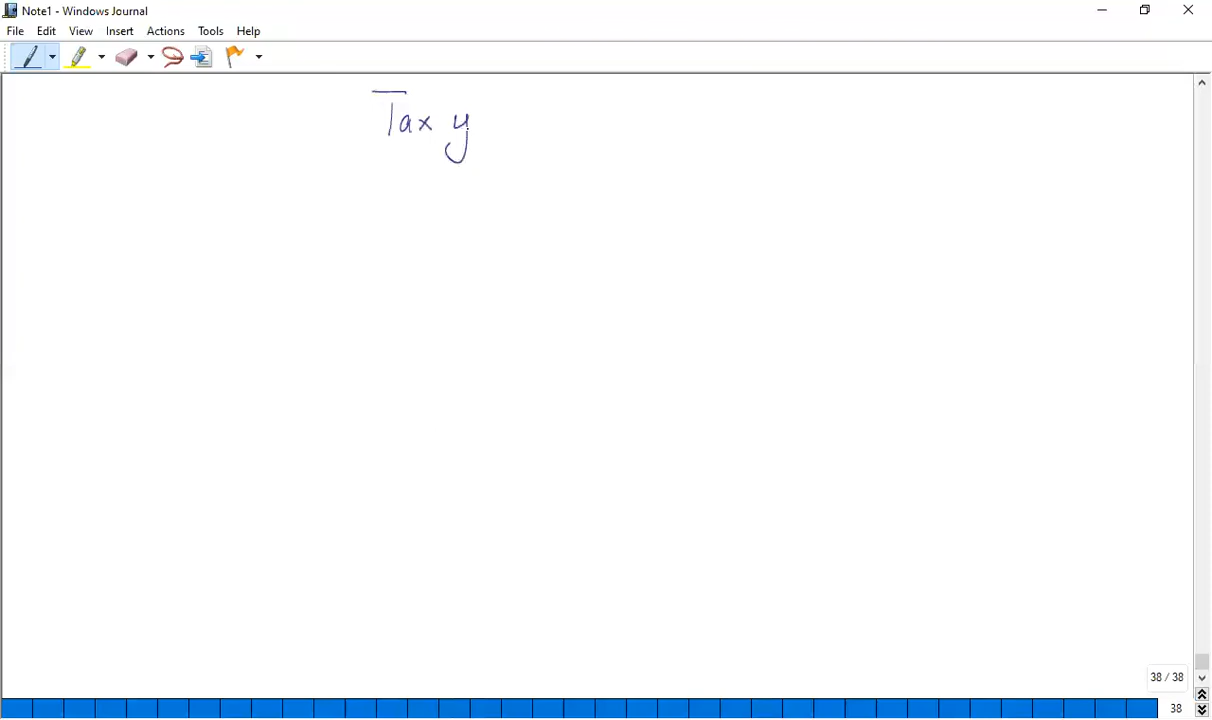 Note1 - Windows Journal
File Edit View Insert Actions Tools Help
Tax y
38 / 38
38